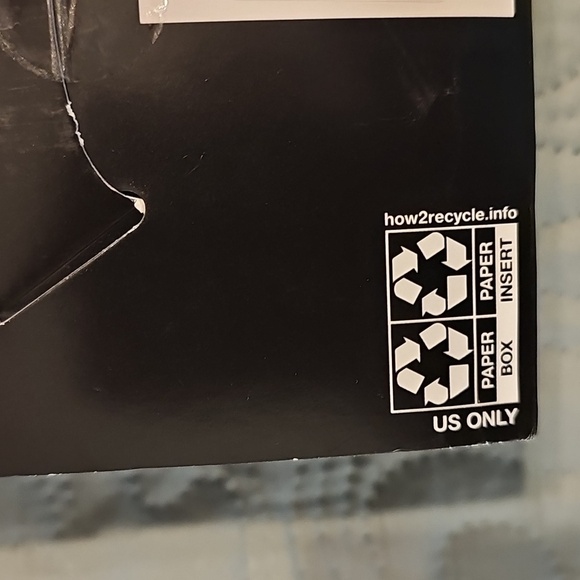 how2recycle.info
PAPER
INSERT
PAPER
BOX
US ONLY